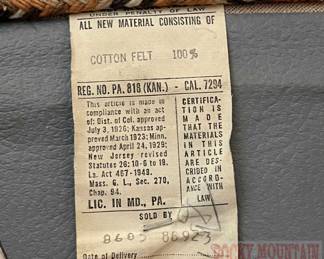 UNDER PENALTY OF LAW
ALL NEW MATERIAL CONSISTING OF
COTTON FELT 100%
REG. NO. PA. 818 (KAN.) - CAL. 7294
This article is made in
compliance with an act
of: Dist. of Col. approved
July 3, 1926; Kansas ap-
proved March 1923; Minn.
approved April 24, 1929;
New Jersey revised
Statutes 26: 10-6 to 18.
La. Act 467-1948.
Mass. G. L., Sec. 270,
Chap. 94.
LIC. IN MD., PA.
CERTIFICA-
TION IS
MADE
THAT THE
MATERIALS
IN THIS
ARTICLE
ARE DES-
CRIBED IN
ACCORD-
ANCE WITH
LAW
SOLD BY
8605 86923
Date of Delivery
ROCKY MOUNTAIN